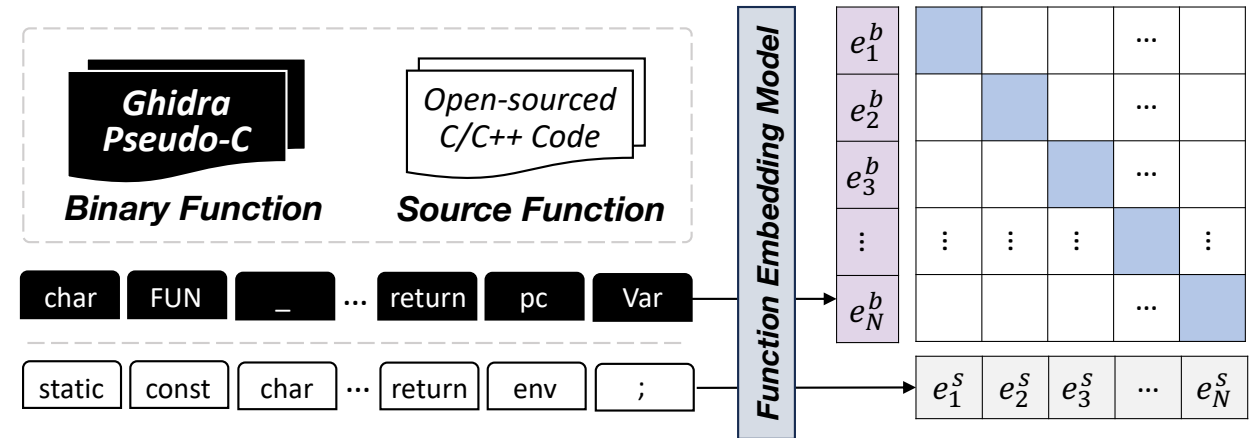 Ghidra
Pseudo-C
Binary Function
Open-sourced
C/C++ Code
Source Function
char FUN _ ... return pc Var
static const char ... return env ;
Function Embedding Model
e_1^b
e_2^b
e_3^b
⋮
e_N^b
...
...
...
⋮ ⋮ ⋮ ⋮
...
e_1^s e_2^s e_3^s ... e_N^s